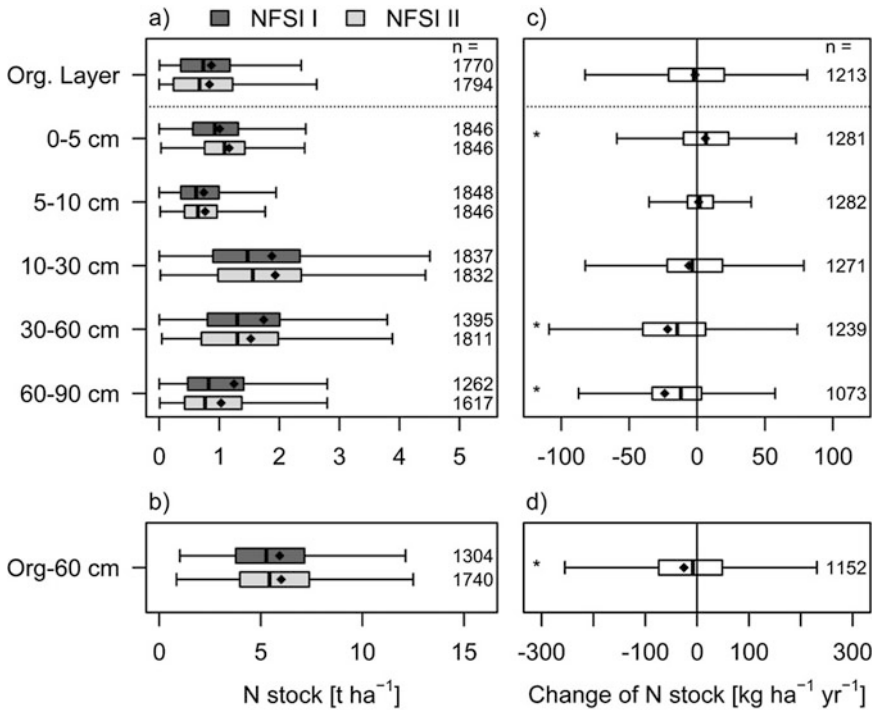 a) NFSI I NFSI II c)
n = n =
Org. Layer 1770 1213
1794
0-5 cm 1846 * 1281
1846
5-10 cm 1848 1282
1846
10-30 cm 1837 1271
1832
30-60 cm 1395 * 1239
1811
60-90 cm 1262 * 1073
1617
0 1 2 3 4 5 -100 -50 0 50 100
b) d)
Org-60 cm 1304 * 1152
1740
0 5 10 15 -300 -100 0 100 300
N stock [t ha⁻¹] Change of N stock [kg ha⁻¹ yr⁻¹]